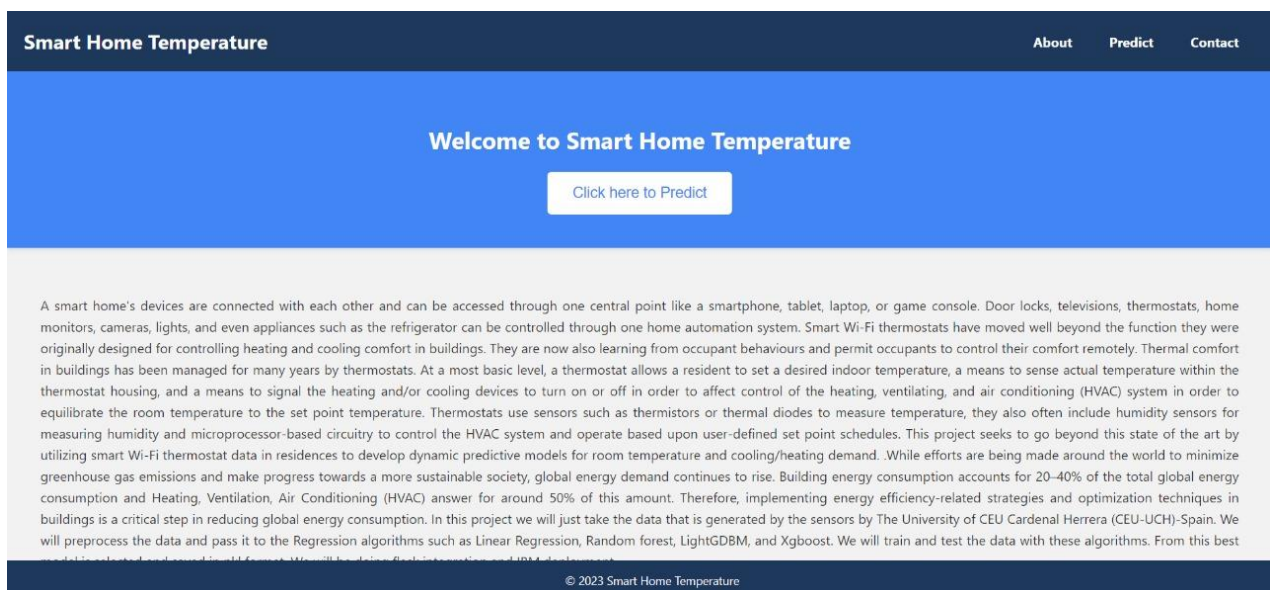 Smart Home Temperature
About Predict Contact
Welcome to Smart Home Temperature
Click here to Predict
A smart home's devices are connected with each other and can be accessed through one central point like a smartphone, tablet, laptop, or game console. Door locks, televisions, thermostats, home
monitors, cameras, lights, and even appliances such as the refrigerator can be controlled through one home automation system. Smart Wi-Fi thermostats have moved well beyond the function they were
originally designed for controlling heating and cooling comfort in buildings. They are now also learning from occupant behaviours and permit occupants to control their comfort remotely. Thermal comfort
in buildings has been managed for many years by thermostats. At a most basic level, a thermostat allows a resident to set a desired indoor temperature, a means to sense actual temperature within the
thermostat housing, and a means to signal the heating and/or cooling devices to turn on or off in order to affect control of the heating, ventilating, and air conditioning (HVAC) system in order to
equilibrate the room temperature to the set point temperature. Thermostats use sensors such as thermistors or thermal diodes to measure temperature, they also often include humidity sensors for
measuring humidity and microprocessor-based circuitry to control the HVAC system and operate based upon user-defined set point schedules. This project seeks to go beyond this state of the art by
utilizing smart Wi-Fi thermostat data in residences to develop dynamic predictive models for room temperature and cooling/heating demand. .While efforts are being made around the world to minimize
greenhouse gas emissions and make progress towards a more sustainable society, global energy demand continues to rise. Building energy consumption accounts for 20–40% of the total global energy
consumption and Heating, Ventilation, Air Conditioning (HVAC) answer for around 50% of this amount. Therefore, implementing energy efficiency-related strategies and optimization techniques in
buildings is a critical step in reducing global energy consumption. In this project we will just take the data that is generated by the sensors by The University of CEU Cardenal Herrera (CEU-UCH)-Spain. We
will preprocess the data and pass it to the Regression algorithms such as Linear Regression, Random forest, LightGDBM, and Xgboost. We will train and test the data with these algorithms. From this best
© 2023 Smart Home Temperature